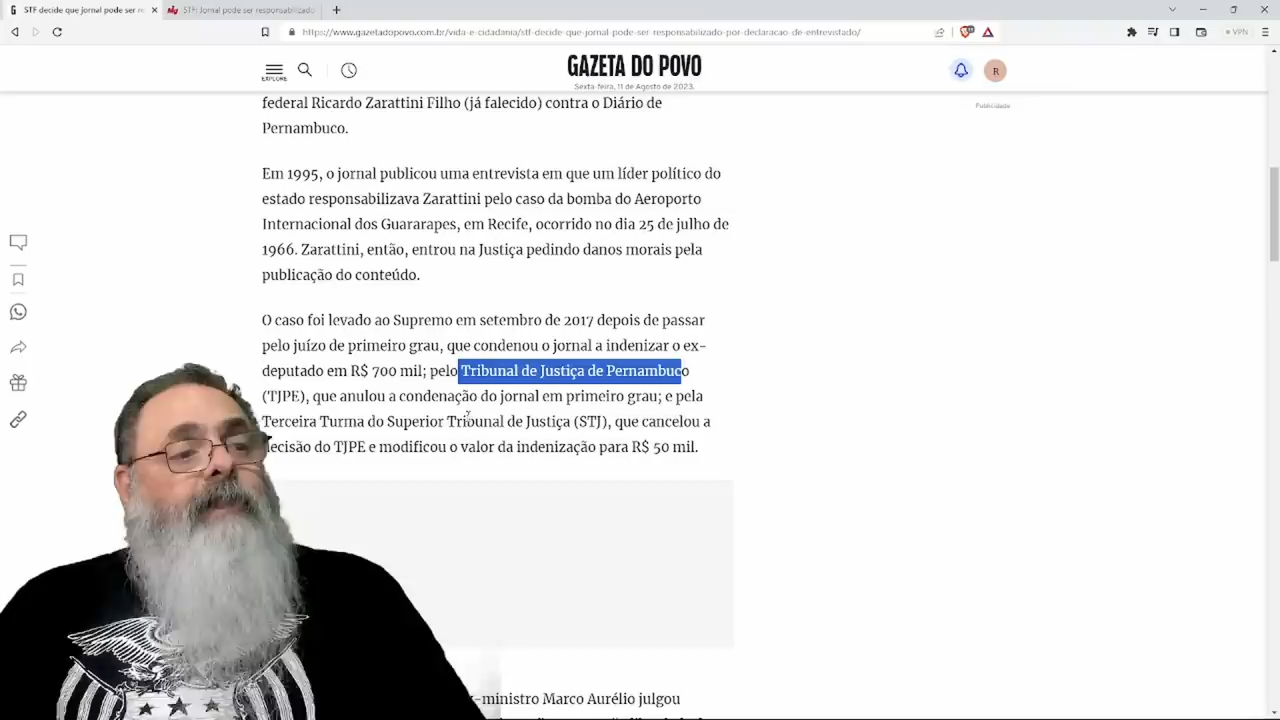 STF decide que jornal pode ser re
STF: Jornal pode ser responsabilizado
https://www.gazetadopovo.com.br/vida-e-cidadania/stf-decide-que-jornal-pode-ser-responsabilizado-por-declaracao-de-entrevistado/
VPN
EXPLORE
GAZETA DO POVO
Sexta-feira, 11 de Agosto de 2023.
R
Publicidade
federal Ricardo Zarattini Filho (já falecido) contra o Diário de
Pernambuco.
Em 1995, o jornal publicou uma entrevista em que um líder político do
estado responsabilizava Zarattini pelo caso da bomba do Aeroporto
Internacional dos Guararapes, em Recife, ocorrido no dia 25 de julho de
1966. Zarattini, então, entrou na Justiça pedindo danos morais pela
publicação do conteúdo.
O caso foi levado ao Supremo em setembro de 2017 depois de passar
pelo juízo de primeiro grau, que condenou o jornal a indenizar o ex-
deputado em R$ 700 mil; pelo Tribunal de Justiça de Pernambuco
(TJPE), que anulou a condenação do jornal em primeiro grau; e pela
Terceira Turma do Superior Tribunal de Justiça (STJ), que cancelou a
decisão do TJPE e modificou o valor da indenização para R$ 50 mil.
x-ministro Marco Aurélio julgou